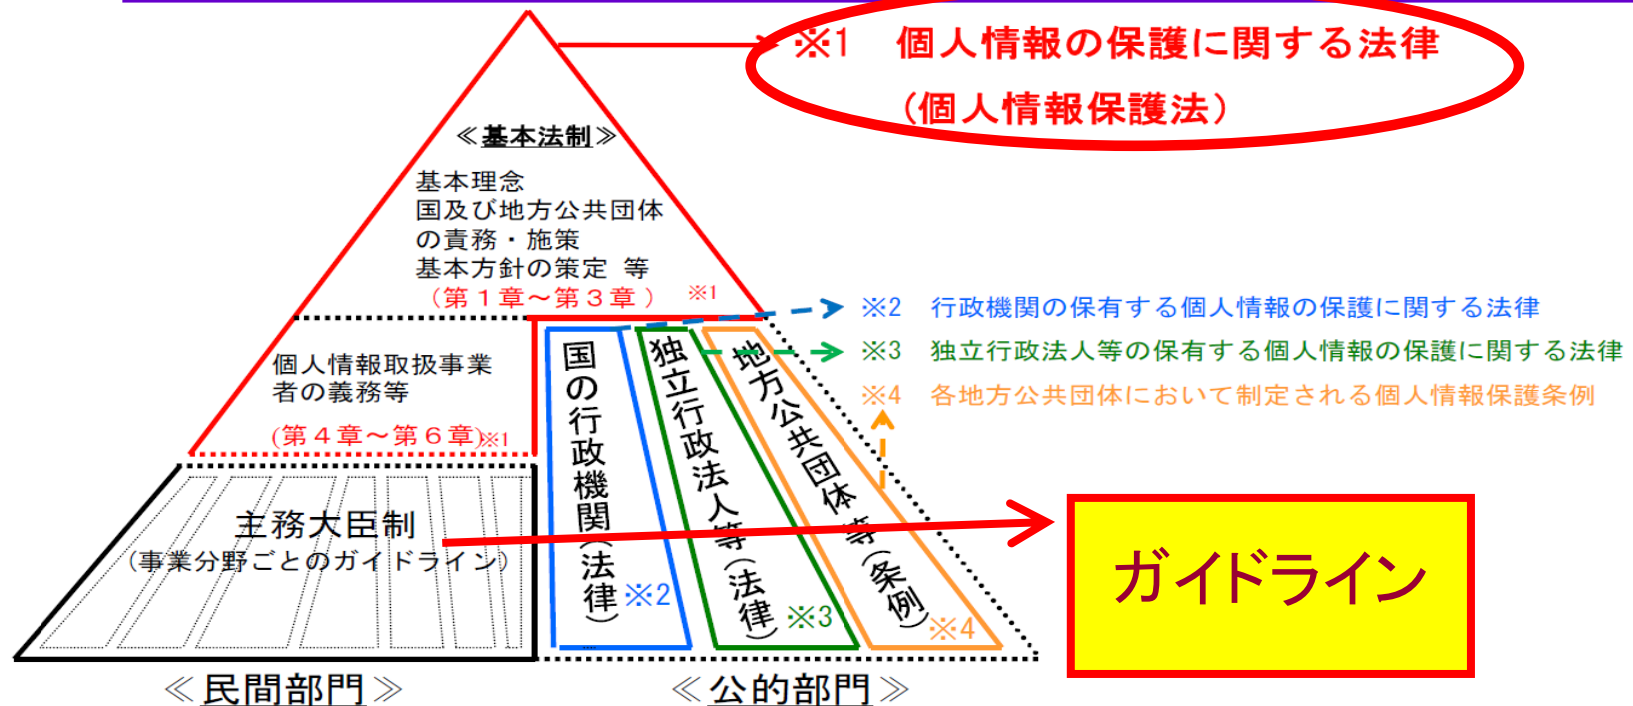 ※1 個人情報の保護に関する法律
(個人情報保護法)
≪基本法制≫
基本理念
国及び地方公共団体
の責務・施策
基本方針の策定 等
(第1章~第3章) ※1
※2 行政機関の保有する個人情報の保護に関する法律
※3 独立行政法人等の保有する個人情報の保護に関する法律
※4 各地方公共団体において制定される個人情報保護条例
個人情報取扱事業
者の義務等
(第4章~第6章)※1
主務大臣制
(事業分野ごとのガイドライン)
国の行政機関(法律)
※2
独立行政法人等(法律)
※3
地方公共団体等(条例)
※4
ガイドライン
≪民間部門≫
≪公的部門≫